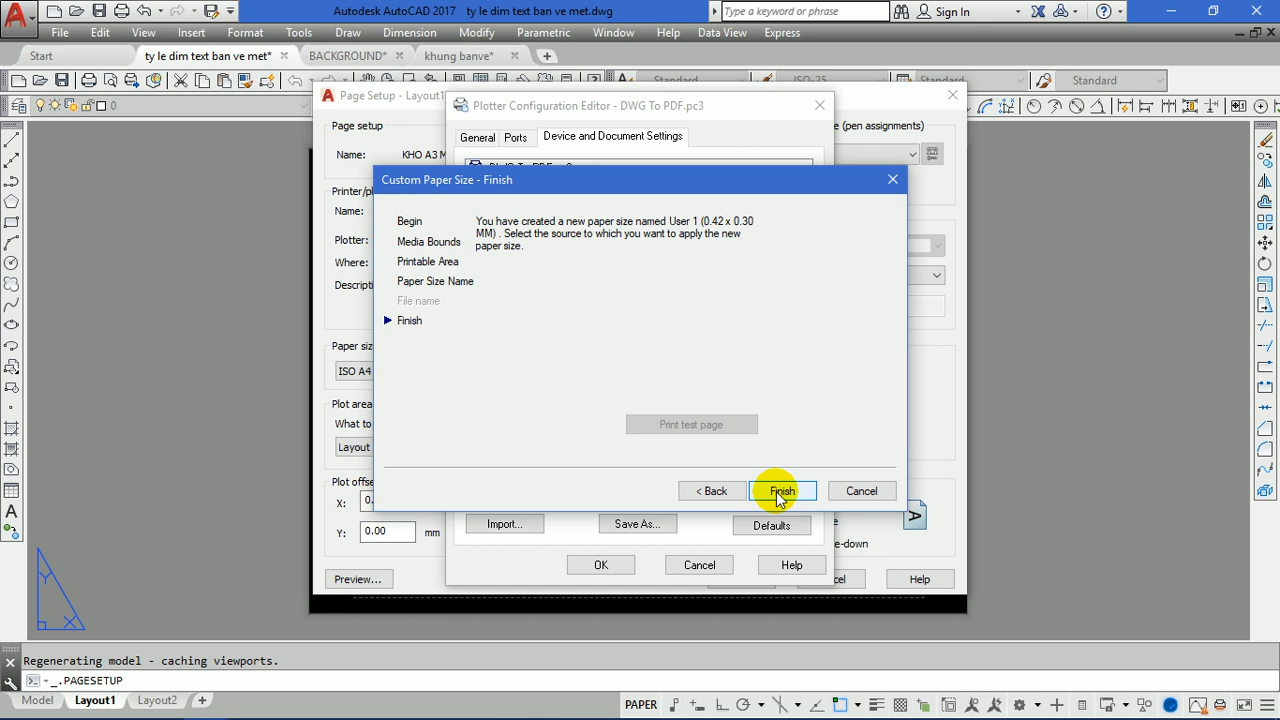 Autodesk AutoCAD 2017    ty le dim text ban ve met.dwg
Type a keyword or phrase
Sign In
File Edit View Insert Format Tools Draw Dimension Modify Parametric Window Help Data View Express
Start
ty le dim text ban ve met*
BACKGROUND*
khung banve*
Standard
ISO-25
Standard
Standard
0
Page Setup - Layout1
Plotter Configuration Editor - DWG To PDF.pc3
Page setup
General Ports Device and Document Settings
(pen assignments)
Name: KHO A3 M
Custom Paper Size - Finish
Printer/pl
Name:
Plotter:
Where:
Descripti
Begin
Media Bounds
Printable Area
Paper Size Name
File name
Finish
You have created a new paper size named User 1 (0.42 x 0.30
MM) . Select the source to which you want to apply the new
paper size.
Paper siz
ISO A4
Plot area
What to
Layout
Print test page
Plot offse
X: 0.
< Back
Finish
Cancel
Y: 0.00 mm
Import...
Save As...
Defaults
A
e-down
OK
Cancel
Help
Preview...
cel
Help
Y
X
Regenerating model - caching viewports.
_.PAGESETUP
Model Layout1 Layout2
PAPER